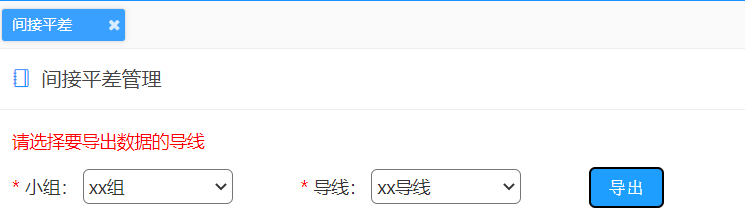 间接平差 ×
间接平差管理
请选择要导出数据的导线
* 小组： xx组 * 导线： xx导线 导出